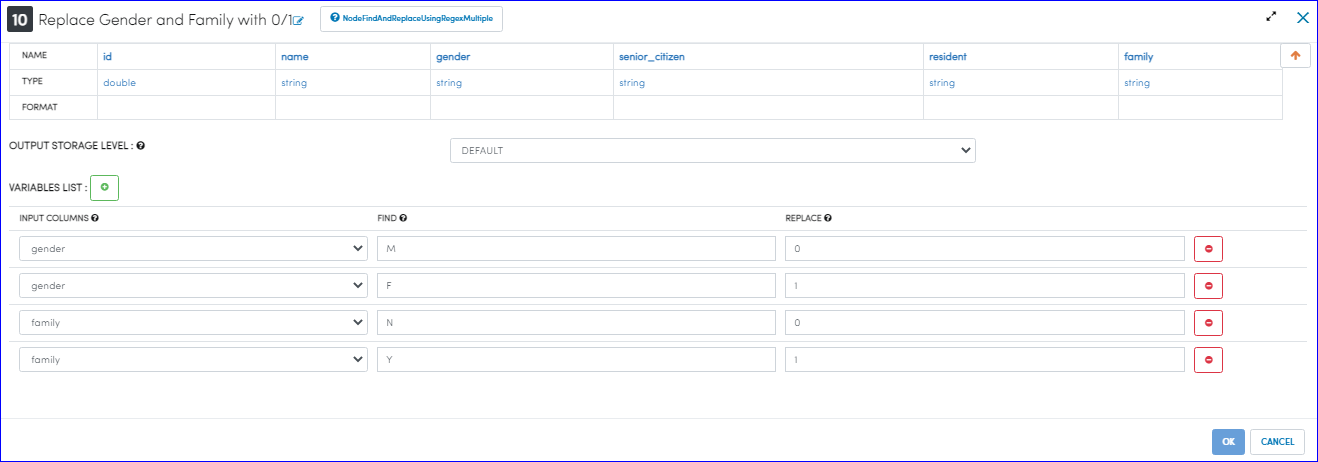 10 Replace Gender and Family with 0/1 NodeFindAndReplaceUsingRegexMultiple
NAME id name gender senior_citizen resident family
TYPE double string string string string string
FORMAT
OUTPUT STORAGE LEVEL : DEFAULT
VARIABLES LIST :
INPUT COLUMNS FIND REPLACE
gender M 0
gender F 1
family N 0
family Y 1
OK CANCEL